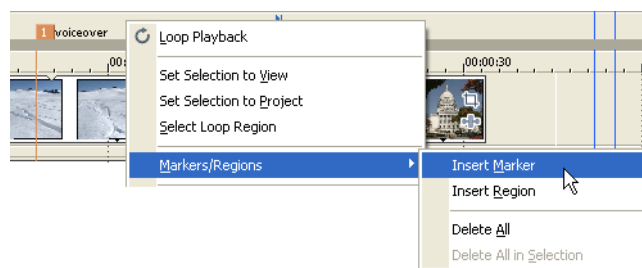 1 voiceover
Loop Playback
00:
00:00:30
Set Selection to View
Set Selection to Project
Select Loop Region
Markers/Regions
Insert Marker
Insert Region
Delete All
Delete All in Selection